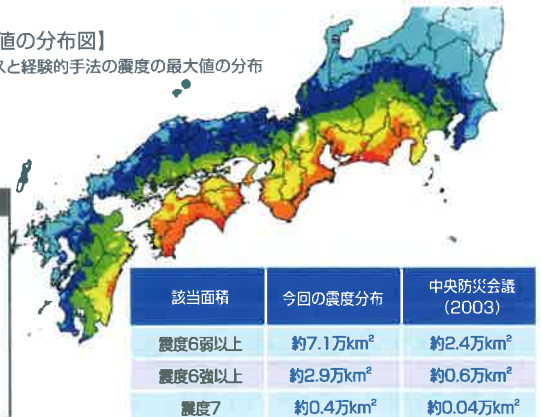 値の分布図】
スと経験的手法の震度の最大値の分布
該当面積 今回の震度分布 中央防災会議
(2003)
震度6弱以上 約7.1万km² 約2.4万km²
震度6強以上 約2.9万km² 約0.6万km²
震度7 約0.4万km² 約0.04万km²